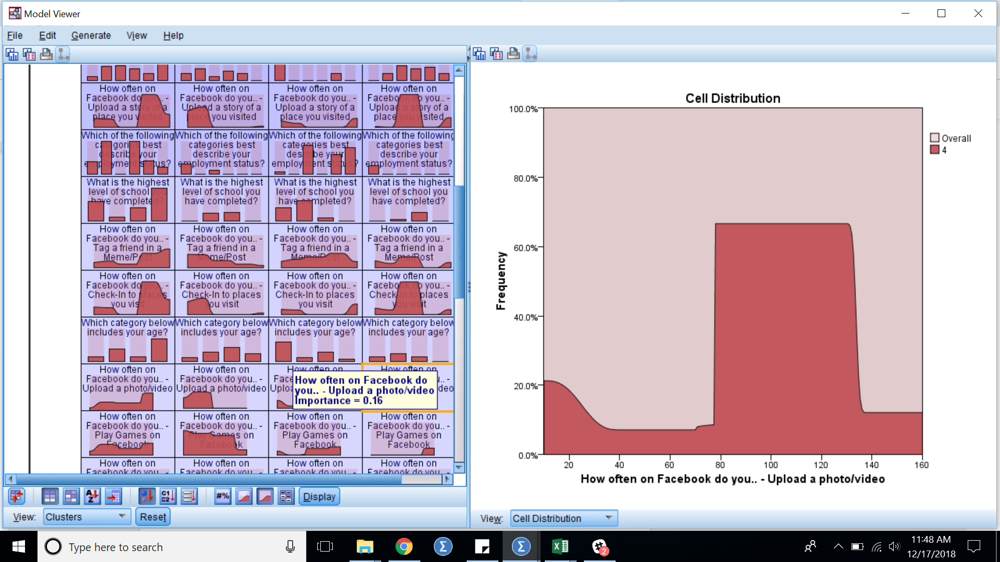 Model Viewer
File Edit Generate View Help
How often on How often on How often on How often on
Facebook do you.. - Facebook do you.. - Facebook do you.. - Facebook do you.. -
Upload a story of a Upload a story of a Upload a story of a Upload a story of a
place you visited place you visited place you visited place you visited
Which of the following Which of the following Which of the following Which of the following
categories best categories best categories best categories best
describe your describe your describe your describe your
employment status? employment status? employment status? employment status?
What is the highest What is the highest What is the highest What is the highest
level of school you level of school you level of school you level of school you
have completed? have completed? have completed? have completed?
How often on How often on How often on How often on
Facebook do you.. - Facebook do you.. - Facebook do you.. - Facebook do you.. -
Tag a friend in a Tag a friend in a Tag a friend in a Tag a friend in a
Meme/Post Meme/Post Meme/Post Meme/Post
How often on How often on How often on How often on
Facebook do you.. - Facebook do you.. - Facebook do you.. - Facebook do you.. -
Check-In to places Check-In to places Check-In to places Check-In to places
you visit you visit you visit you visit
Which category below Which category below Which category below Which category below
includes your age? includes your age? includes your age? includes your age?
How often on How often on How often on How often on
Facebook do you.. - Facebook do you.. -
Upload a photo/video Upload a photo/video
How often on Facebook do
you.. - Upload a photo/video
Importance = 0.16
How often on How often on How often on How often on
Facebook do you.. - Facebook do you.. - Facebook do you.. - Facebook do you.. -
Play Games on Play Games on Play Games on Play Games on
Facebook Facebook Facebook Facebook
How often on How often on How often on How often on
Facebook do you.. - Facebook do you.. - Facebook do you.. - Facebook do you.. -
A Z C1 C2 #% Display
View: Clusters Reset
Cell Distribution
100.0%
80.0%
60.0%
40.0%
20.0%
0.0%
Frequency
20 40 60 80 100 120 140 160
How often on Facebook do you.. - Upload a photo/video
Overall
4
View: Cell Distribution
Type here to search
2
11:48 AM
12/17/2018